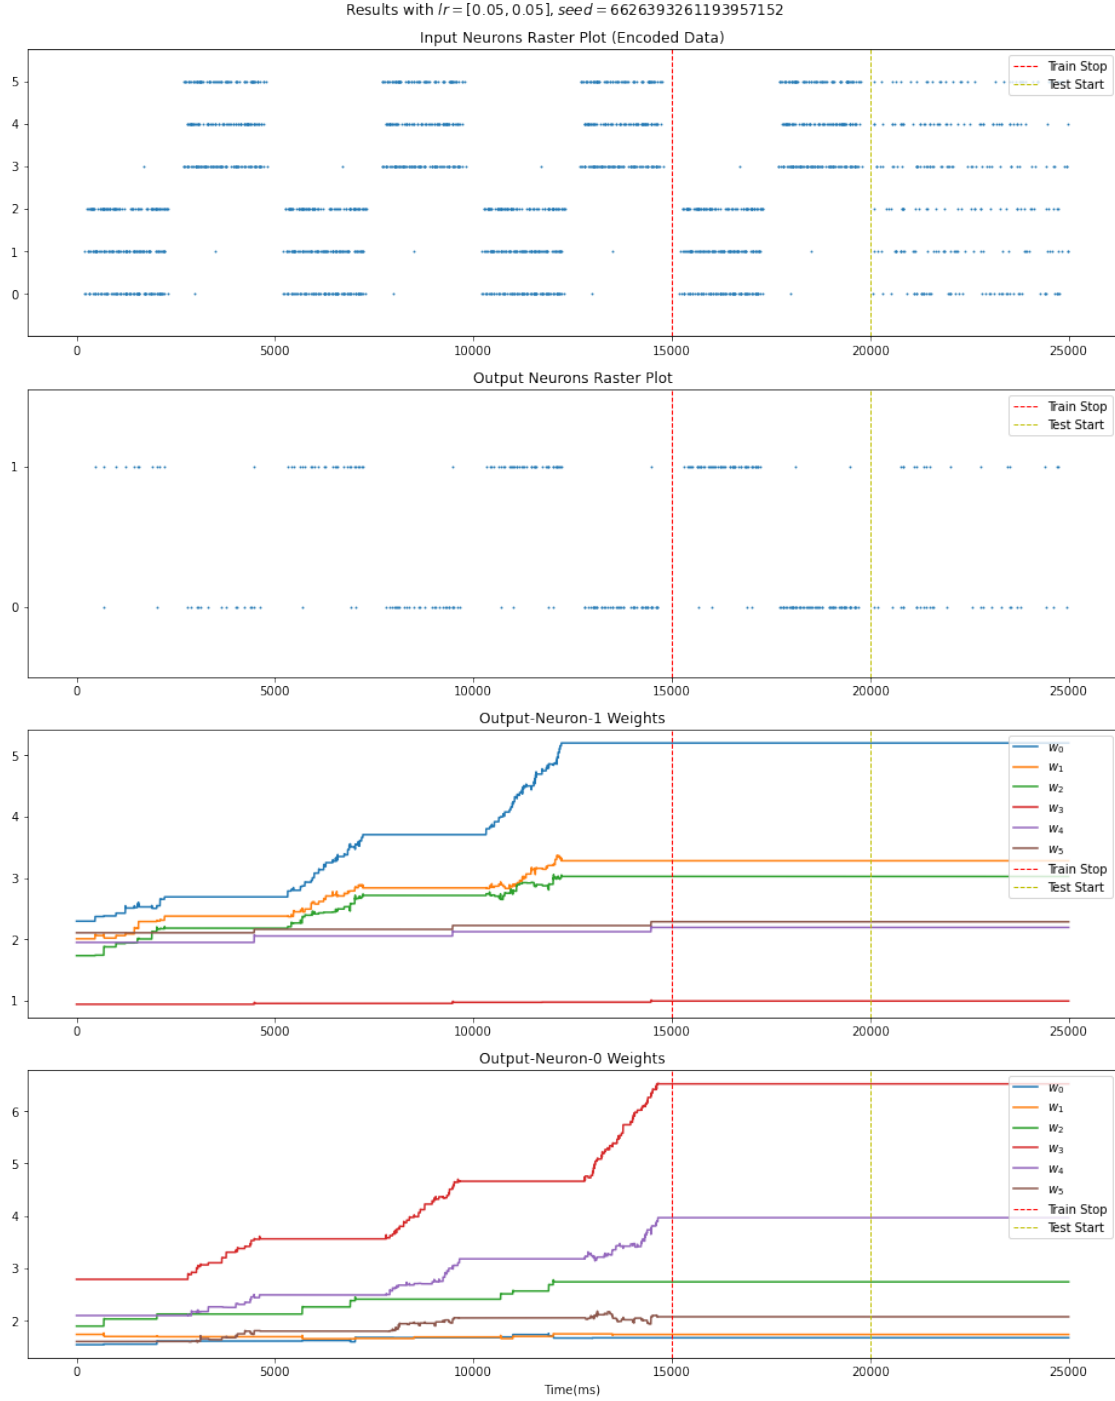 Results with lr = [0.05, 0.05], seed = 6626393261193957152
Input Neurons Raster Plot (Encoded Data)
Train Stop
Test Start
5
4
3
2
1
0
0 5000 10000 15000 20000 25000
Output Neurons Raster Plot
Train Stop
Test Start
1
0
0 5000 10000 15000 20000 25000
Output-Neuron-1 Weights
w₀
w₁
w₂
w₃
w₄
w₅
Train Stop
Test Start
5
4
3
2
1
0 5000 10000 15000 20000 25000
Output-Neuron-0 Weights
w₀
w₁
w₂
w₃
w₄
w₅
Train Stop
Test Start
6
5
4
3
2
0 5000 10000 15000 20000 25000
Time(ms)